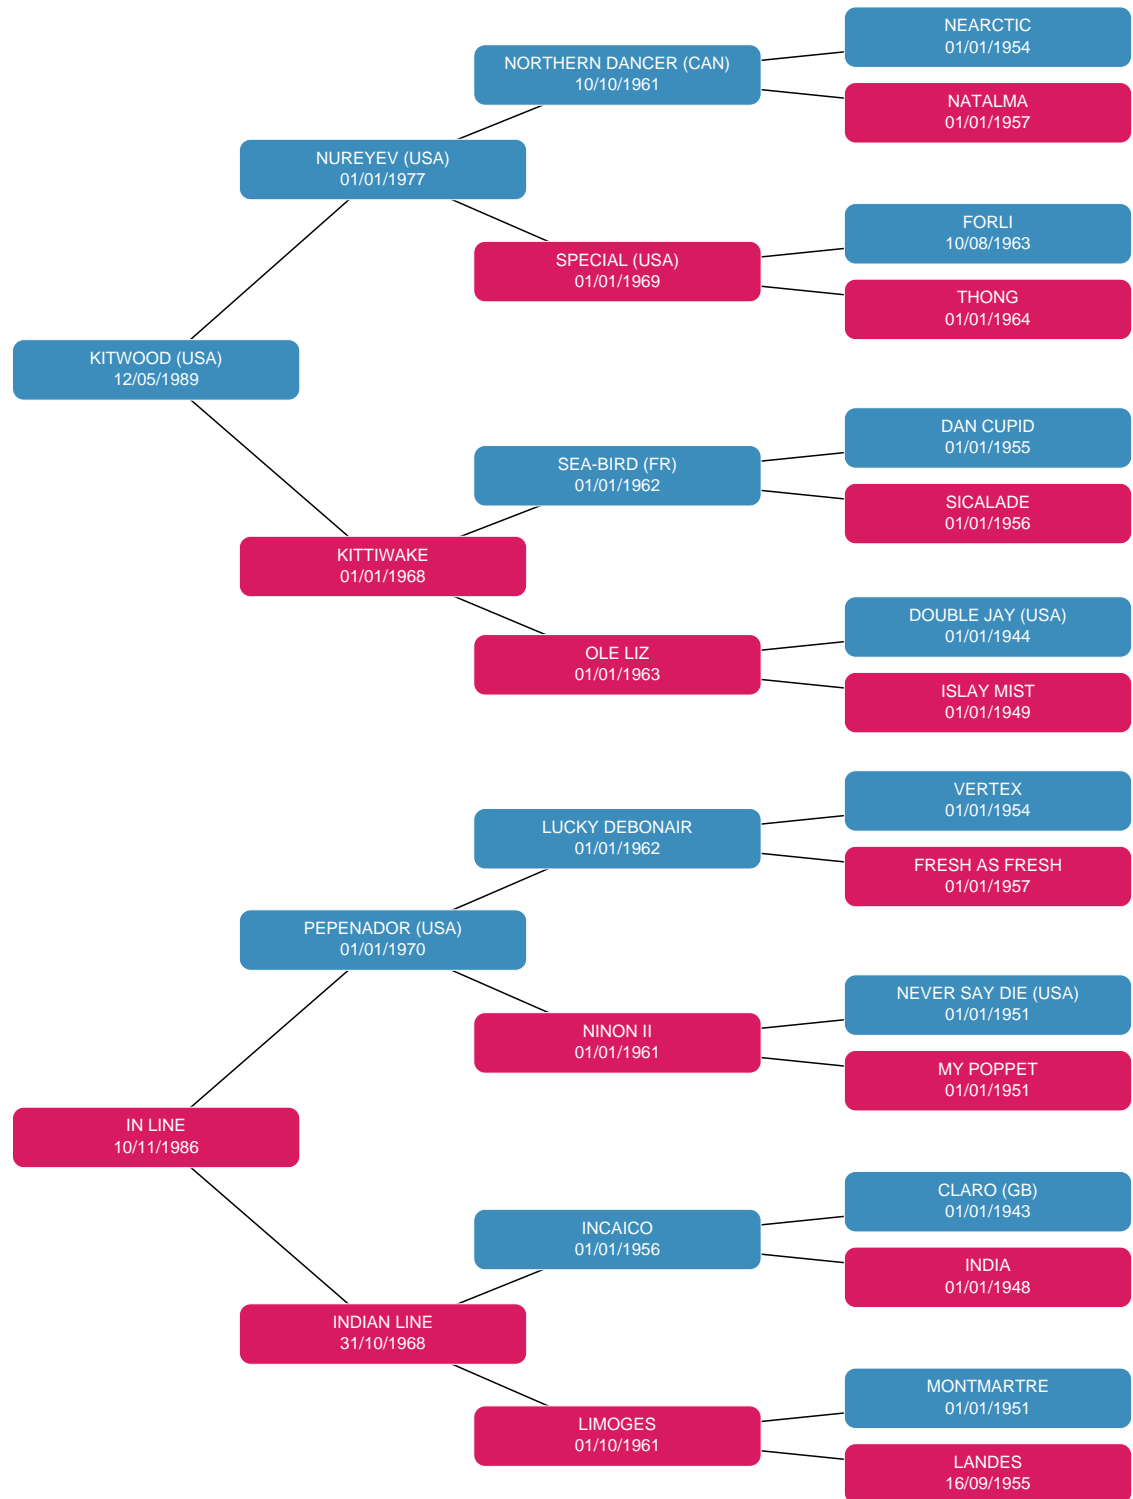 NEARCTIC
01/01/1954
NORTHERN DANCER (CAN)
10/10/1961
NATALMA
01/01/1957
NUREYEV (USA)
01/01/1977
FORLI
10/08/1963
SPECIAL (USA)
01/01/1969
THONG
01/01/1964
KITWOOD (USA)
12/05/1989
DAN CUPID
01/01/1955
SEA-BIRD (FR)
01/01/1962
SICALADE
01/01/1956
KITTIWAKE
01/01/1968
DOUBLE JAY (USA)
01/01/1944
OLE LIZ
01/01/1963
ISLAY MIST
01/01/1949
VERTEX
01/01/1954
LUCKY DEBONAIR
01/01/1962
FRESH AS FRESH
01/01/1957
PEPENADOR (USA)
01/01/1970
NEVER SAY DIE (USA)
01/01/1951
NINON II
01/01/1961
MY POPPET
01/01/1951
IN LINE
10/11/1986
CLARO (GB)
01/01/1943
INCAICO
01/01/1956
INDIA
01/01/1948
INDIAN LINE
31/10/1968
MONTMARTRE
01/01/1951
LIMOGES
01/10/1961
LANDES
16/09/1955